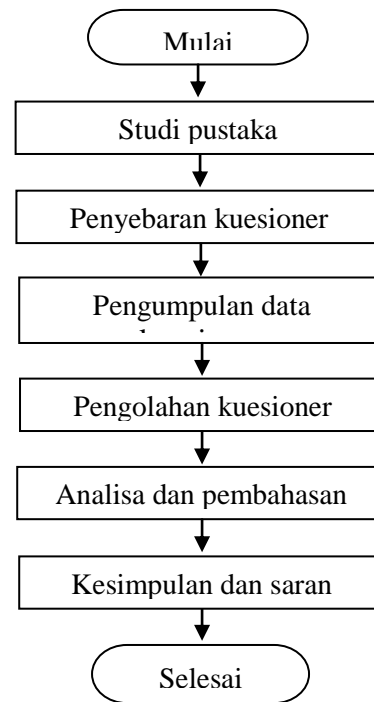 Mulai
Studi pustaka
Penyebaran kuesioner
Pengumpulan data
Pengolahan kuesioner
Analisa dan pembahasan
Kesimpulan dan saran
Selesai